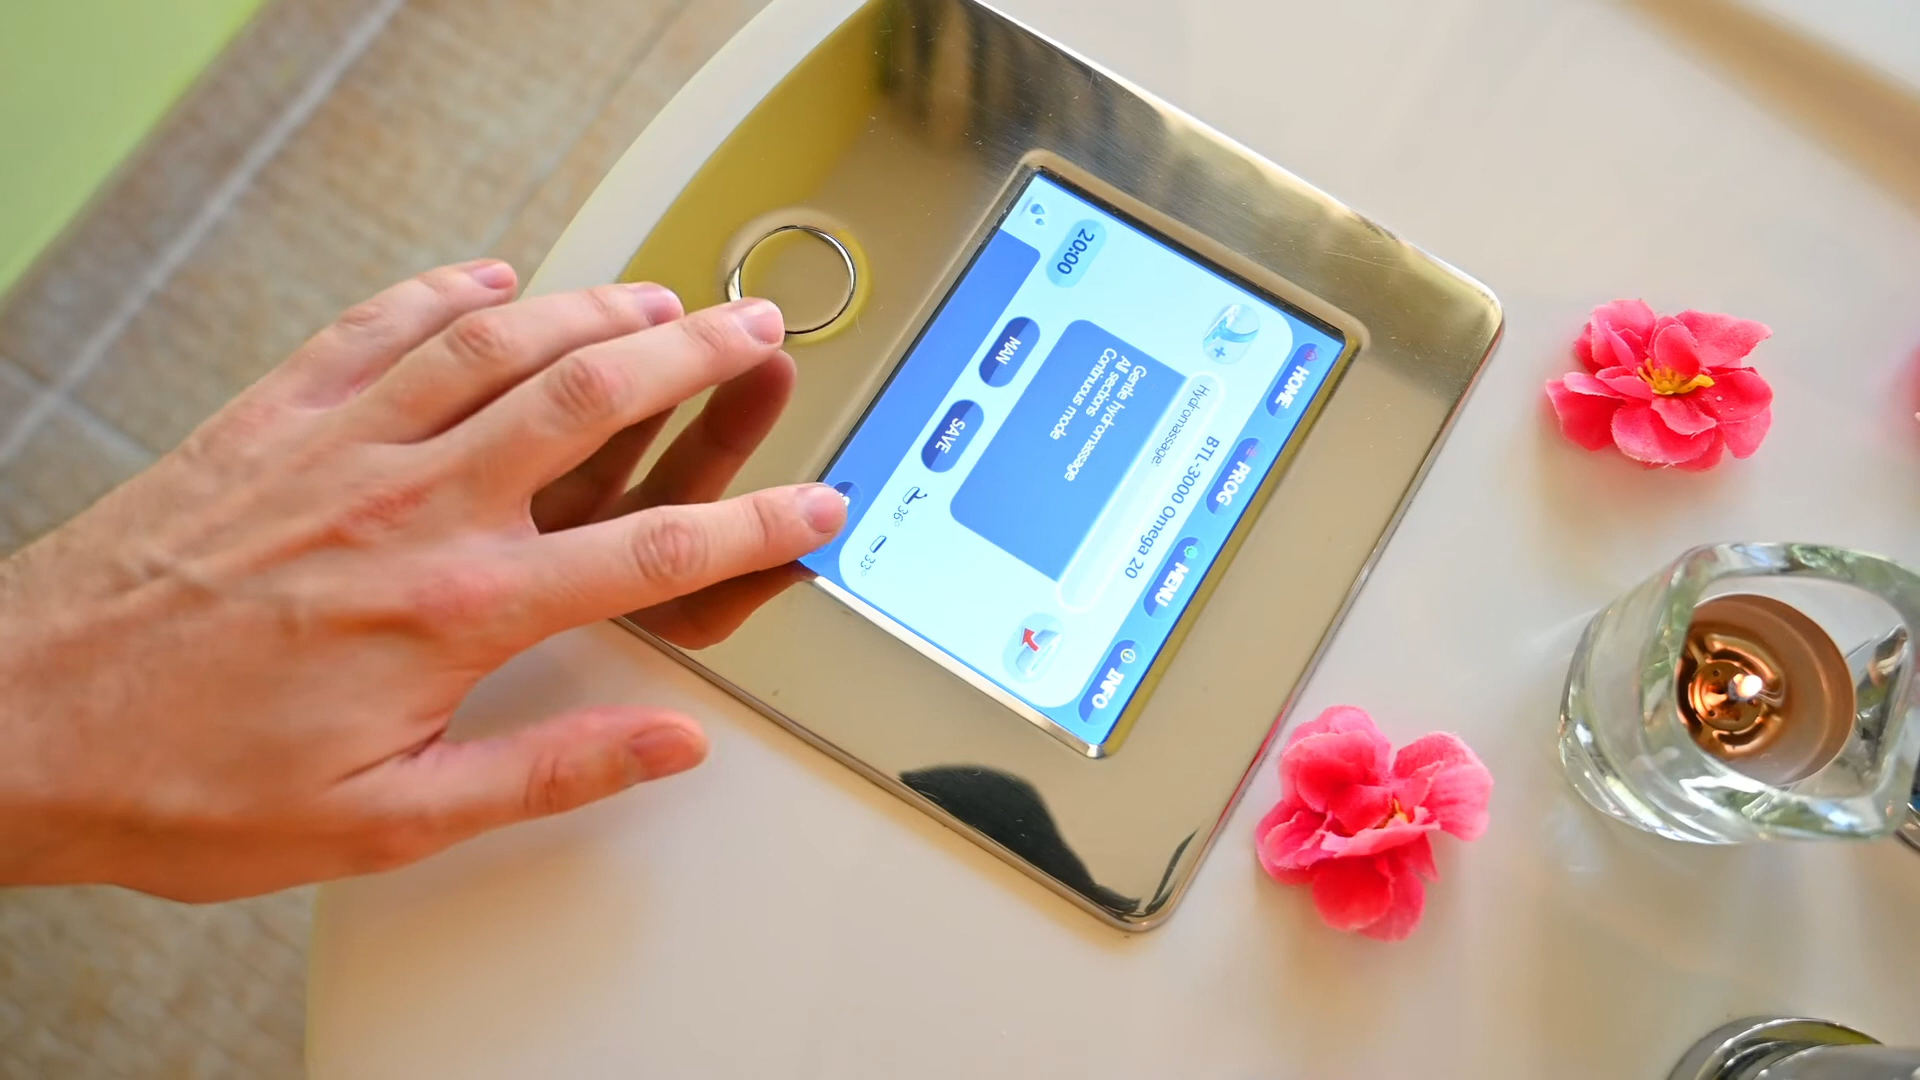 HOME
PROG
MENU
INFO
BTL-3000 Omega 20
Hydromassage:
Gentle hydromassage
All sections
Continuous mode
20:00
MAN
SAVE
36°
33°